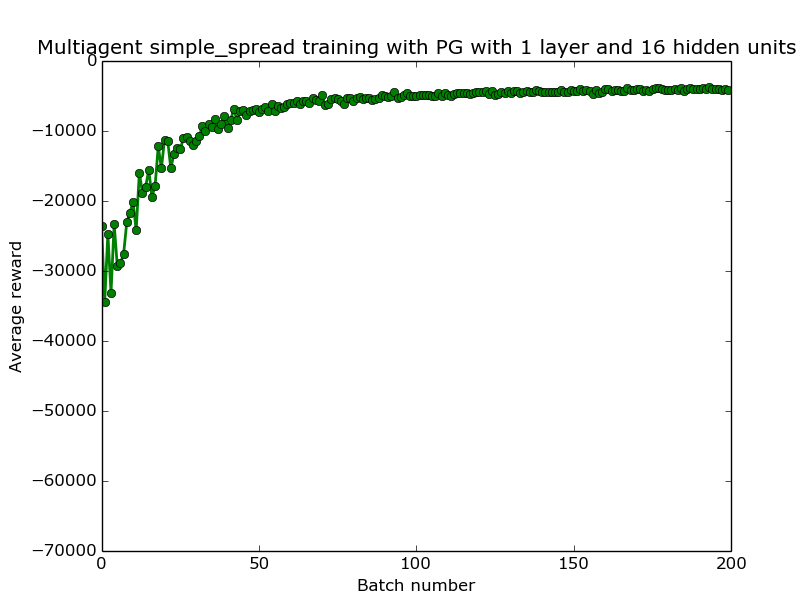 Multiagent simple_spread training with PG with 1 layer and 16 hidden units
0
−10000
−20000
−30000
−40000
−50000
−60000
−70000
Average reward
0 50 100 150 200
Batch number